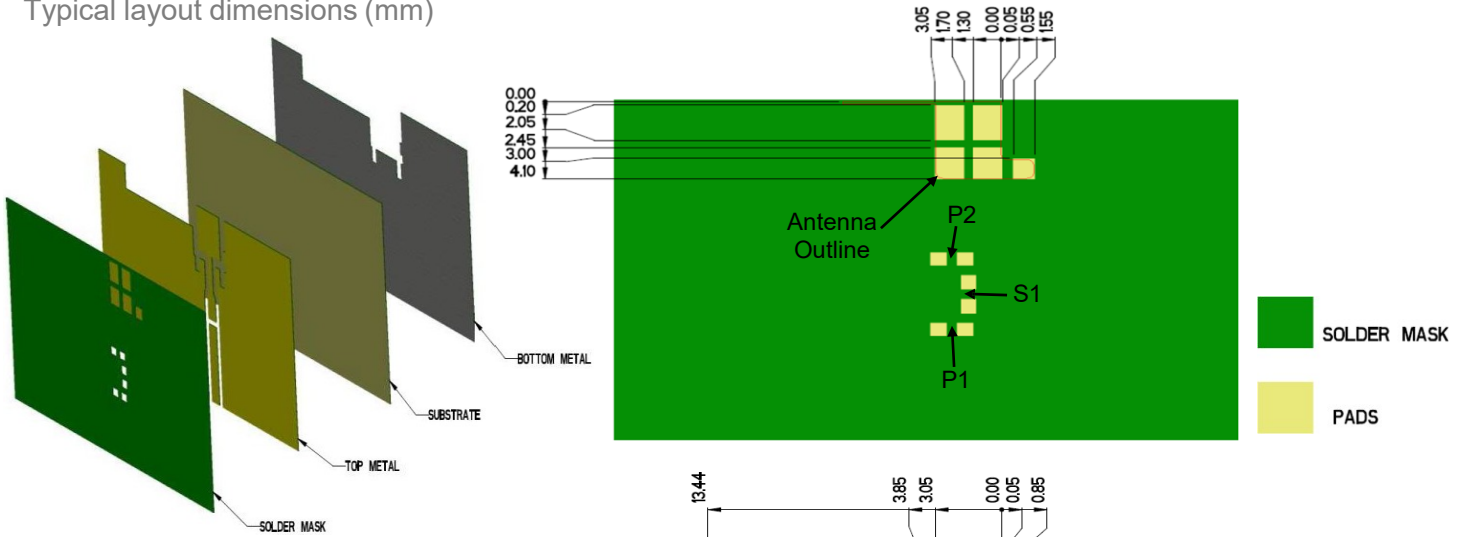 Typical layout dimensions (mm)
3.05
1.70
1.30
0.00
0.05
0.55
1.55
0.00
0.20
2.05
2.45
3.00
4.10
Antenna
Outline
P2
S1
P1
SOLDER MASK
PADS
BOTTOM METAL
SUBSTRATE
TOP METAL
SOLDER MASK
13.44
3.85
3.05
0.00
0.05
0.85